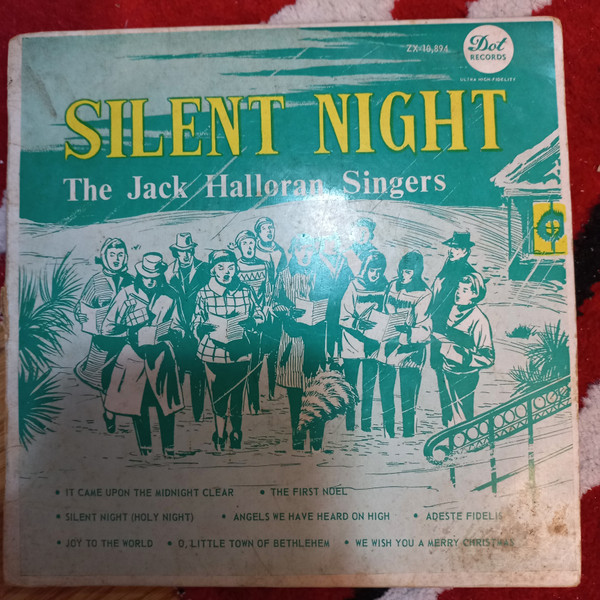 ZX-10,894
Dot
RECORDS
ULTRA HIGH FIDELITY
SILENT NIGHT
The Jack Halloran Singers
• IT CAME UPON THE MIDNIGHT CLEAR • THE FIRST NOEL
• SILENT NIGHT (HOLY NIGHT) • ANGELS WE HAVE HEARD ON HIGH • ADESTE FIDELIS
• JOY TO THE WORLD • O, LITTLE TOWN OF BETHLEHEM • WE WISH YOU A MERRY CHRISTMAS